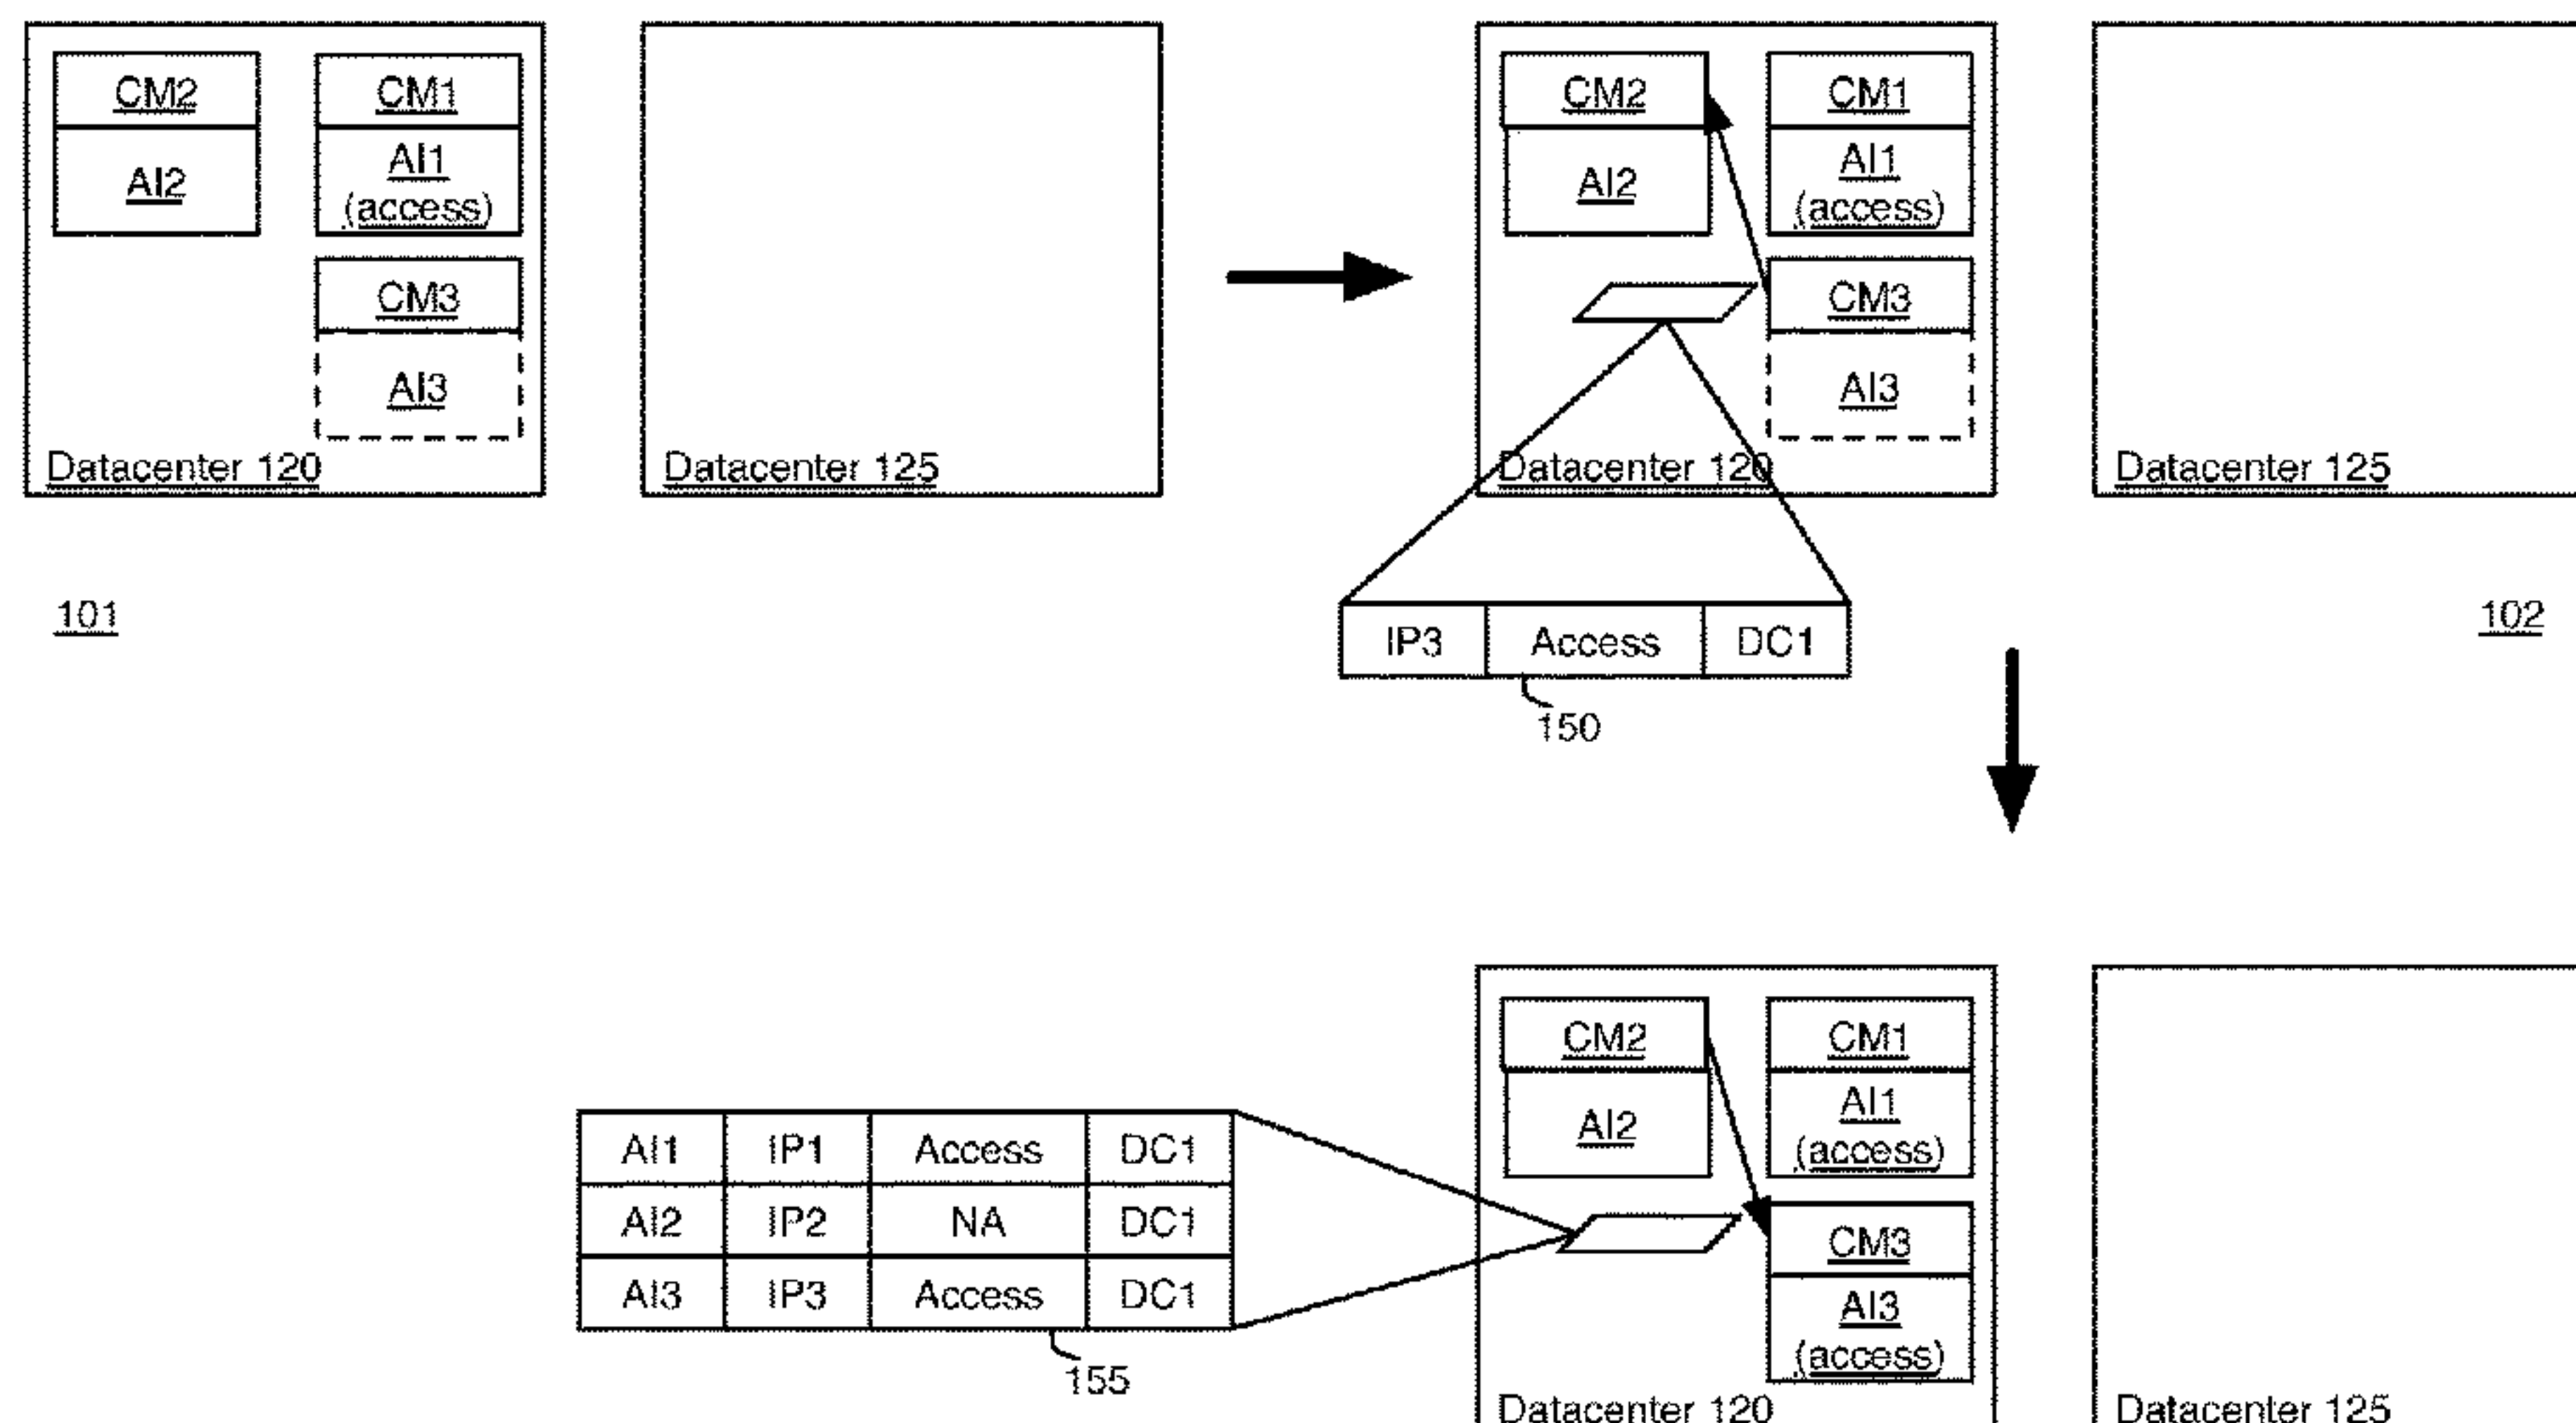 CM2
AI2
CM1
AI1
(access)
CM3
AI3
Datacenter 120
Datacenter 125
101
CM2
AI2
CM1
AI1
(access)
CM3
AI3
Datacenter 120
Datacenter 125
102
IP3 Access DC1
150
AI1 IP1 Access DC1
AI2 IP2 NA DC1
AI3 IP3 Access DC1
155
CM2
AI2
CM1
AI1
(access)
CM3
AI3
(access)
Datacenter 120
Datacenter 125